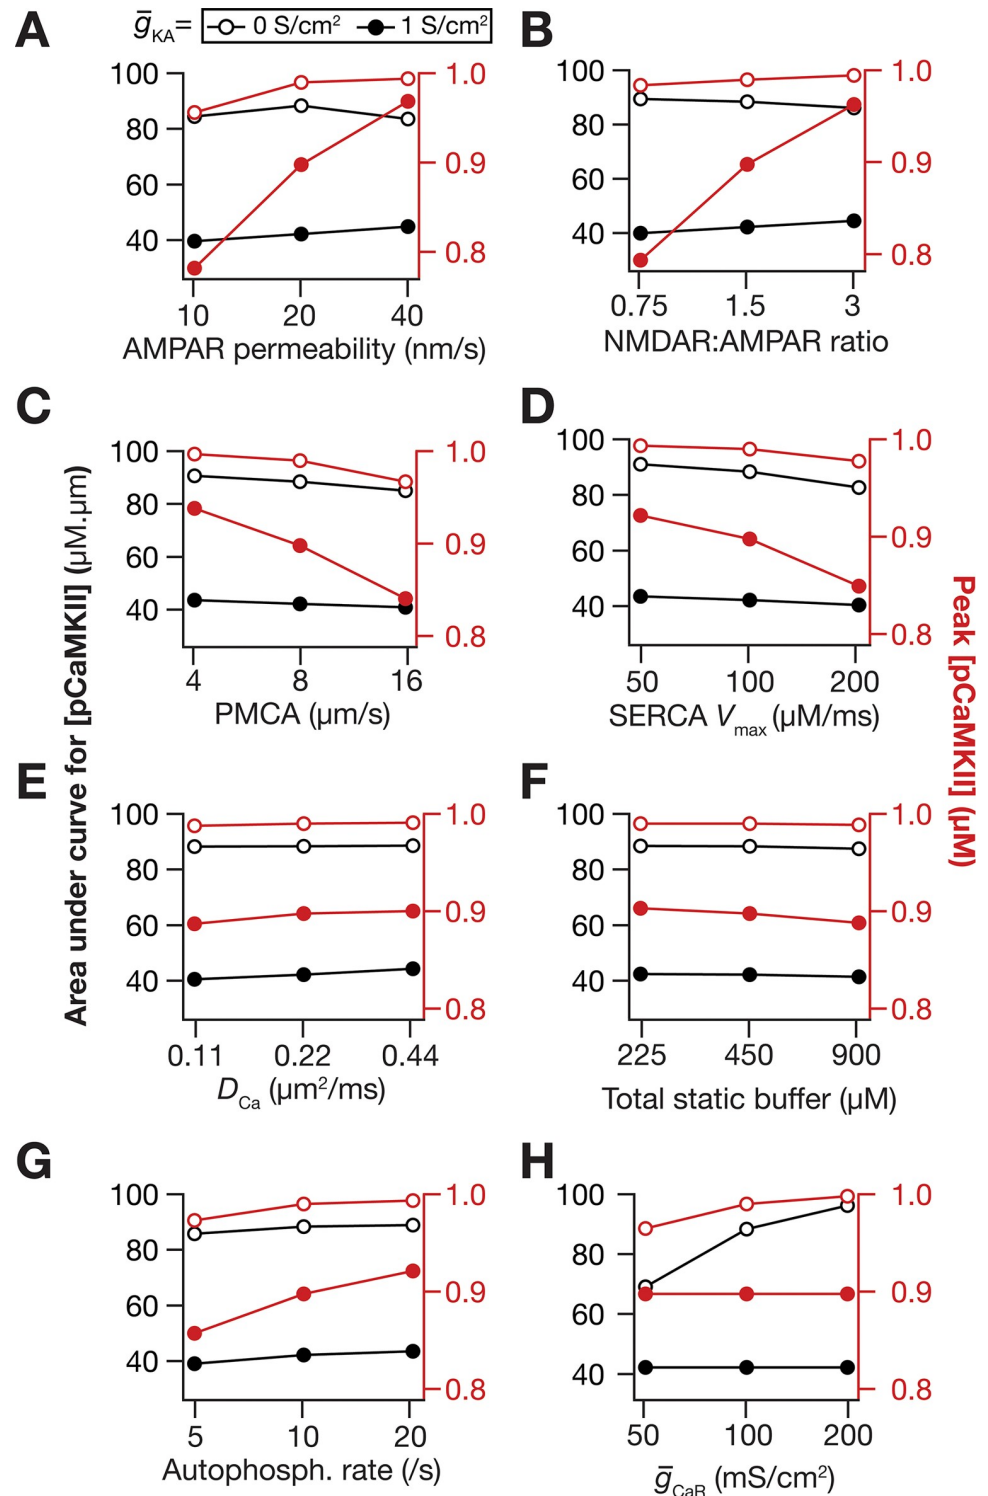 A
ḡKA= 0 S/cm² 1 S/cm²
B
100
80
60
40
1.0
0.9
0.8
10 20 40
AMPAR permeability (nm/s)
100
80
60
40
1.0
0.9
0.8
0.75 1.5 3
NMDAR:AMPAR ratio
C
100
80
60
40
1.0
0.9
0.8
4 8 16
PMCA (µm/s)
D
100
80
60
40
1.0
0.9
0.8
50 100 200
SERCA Vmax (µM/ms)
Area under curve for [pCaMKII] (µM.µm)
Peak [pCaMKII] (µM)
E
100
80
60
40
1.0
0.9
0.8
0.11 0.22 0.44
DCa (µm²/ms)
F
100
80
60
40
1.0
0.9
0.8
225 450 900
Total static buffer (µM)
G
100
80
60
40
1.0
0.9
0.8
5 10 20
Autophosph. rate (/s)
H
100
80
60
40
1.0
0.9
0.8
50 100 200
ḡCaR (mS/cm²)